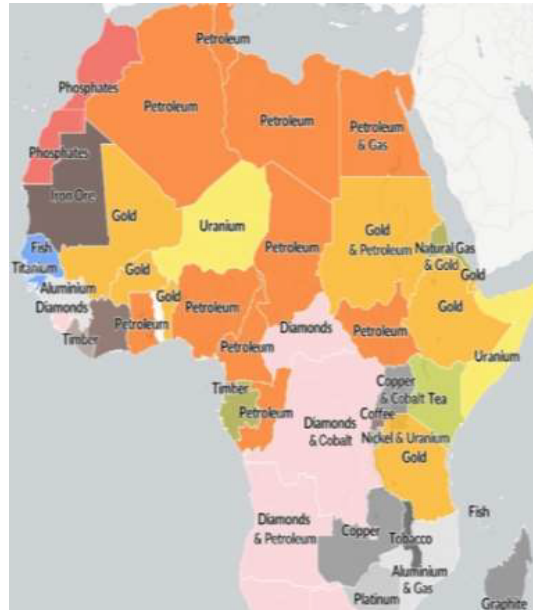 Petroleum
Phosphates
Petroleum
Petroleum
Petroleum
& Gas
Phosphates
Iron Ore
Gold
Uranium
Gold
& Petroleum
Fish
Titanium
Petroleum
Natural Gas
& Gold
Gold
Gold
Aluminium
Gold
Gold
Diamonds
Petroleum
Petroleum
Diamonds
Petroleum
Timber
Petroleum
Uranium
Copper
& Cobalt
Tea
Timber
Petroleum
Coffee
Diamonds
& Cobalt
Nickel & Uranium
Gold
Fish
Diamonds
& Petroleum
Copper
Tobacco
Aluminium
& Gas
Platinum
Graphite